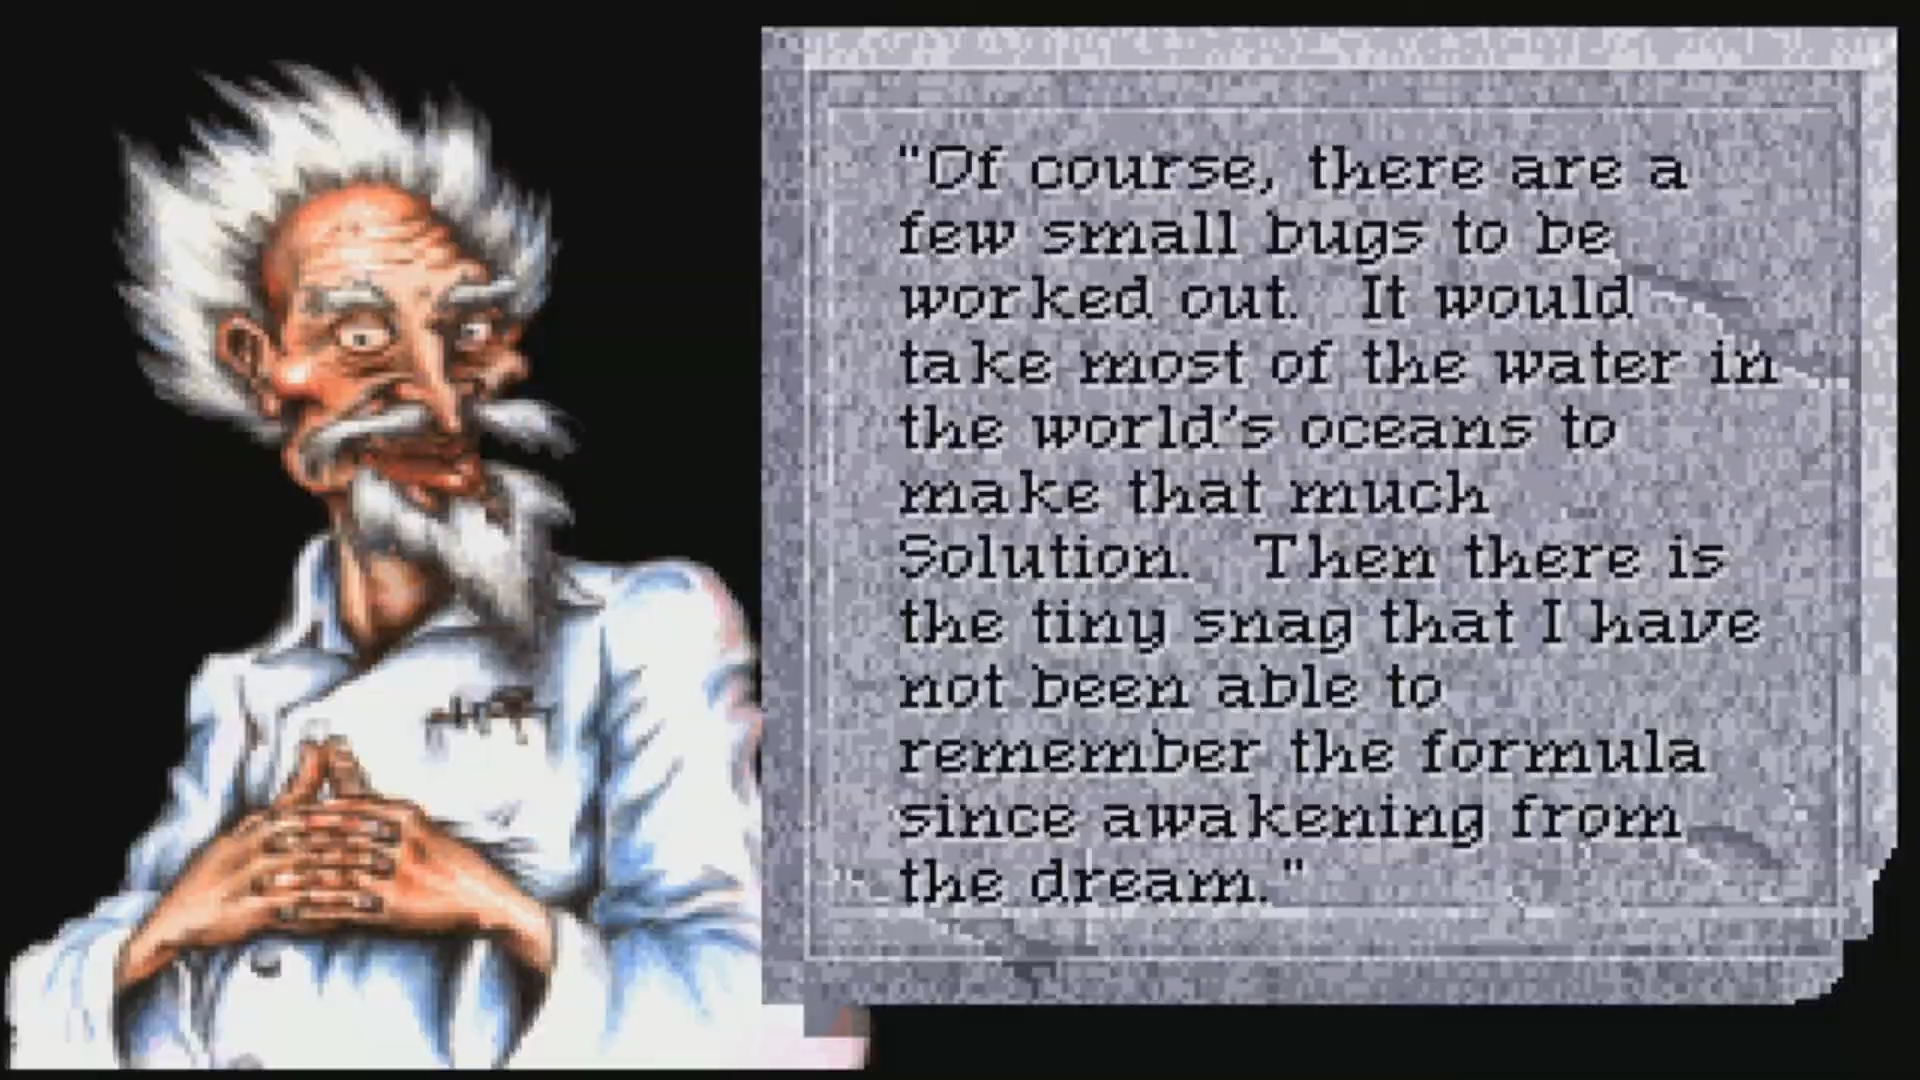 "Of course, there are a
few small bugs to be
worked out.  It would
take most of the water in
the world's oceans to
make that much
Solution.  Then there is
the tiny snag that I have
not been able to
remember the formula
since awakening from
the dream."